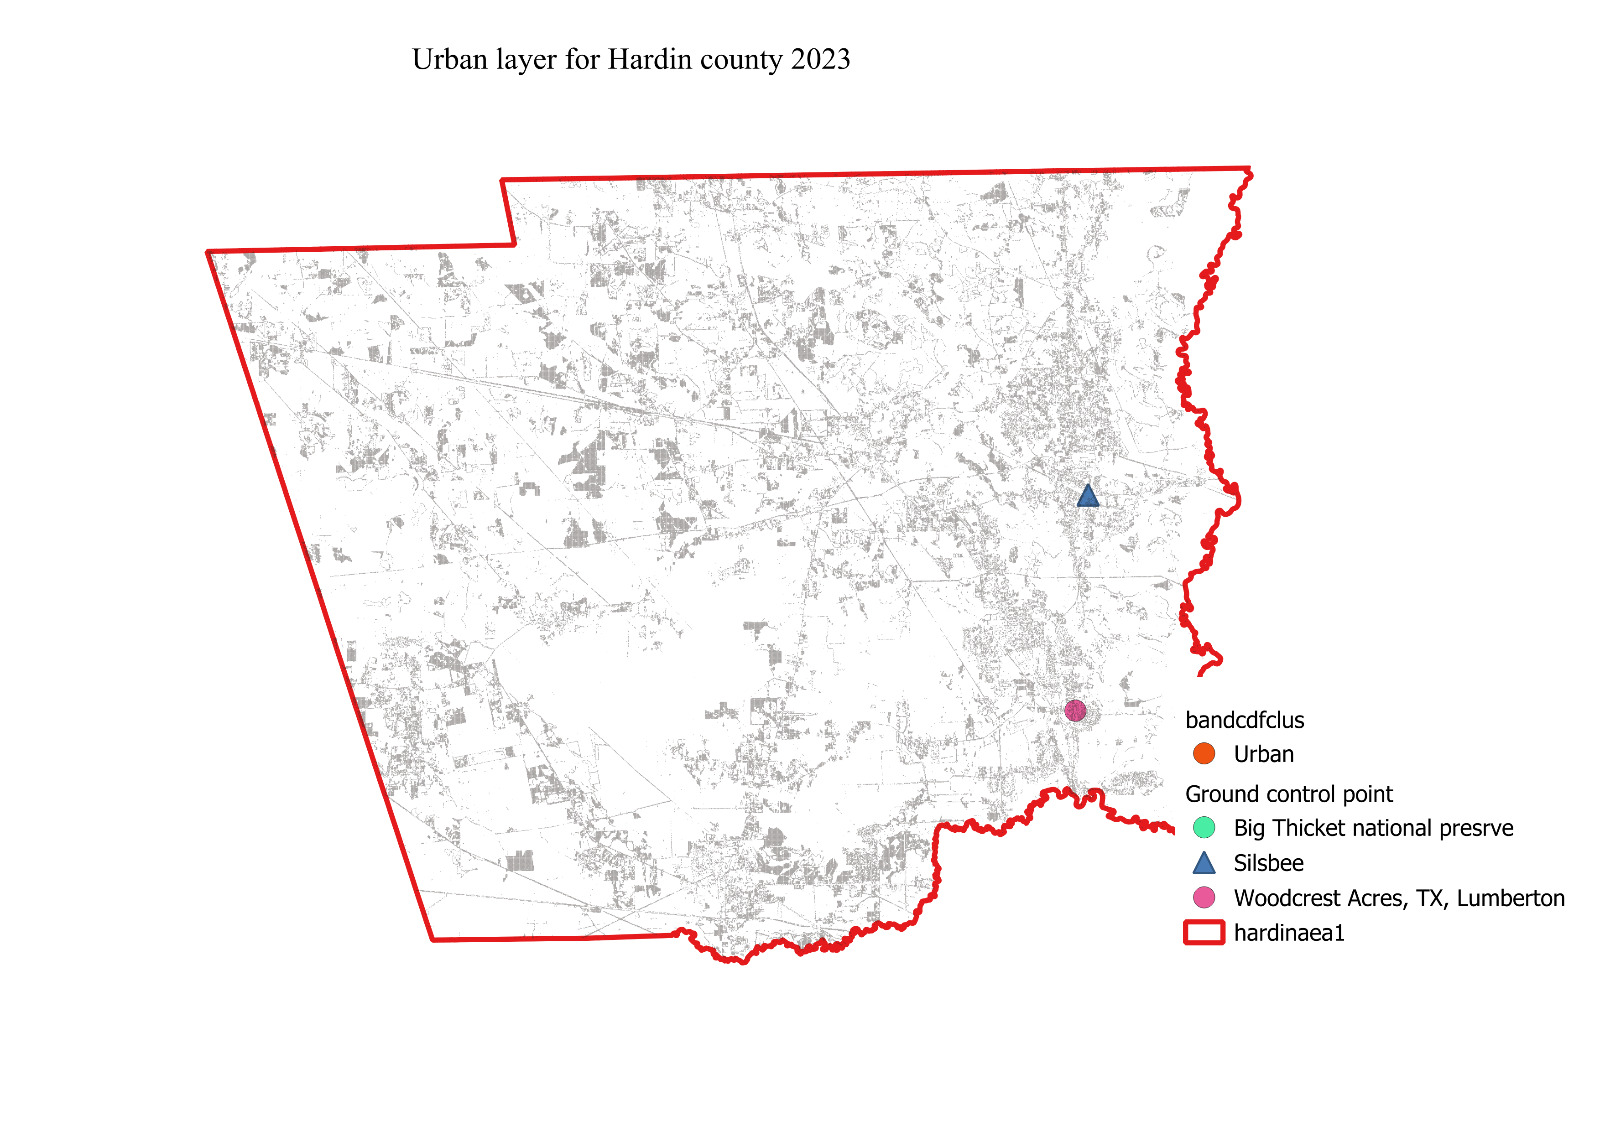 Urban layer for Hardin county 2023
bandcdfclus
Urban
Ground control point
Big Thicket national presrve
Silsbee
Woodcrest Acres, TX, Lumberton
hardinaea1